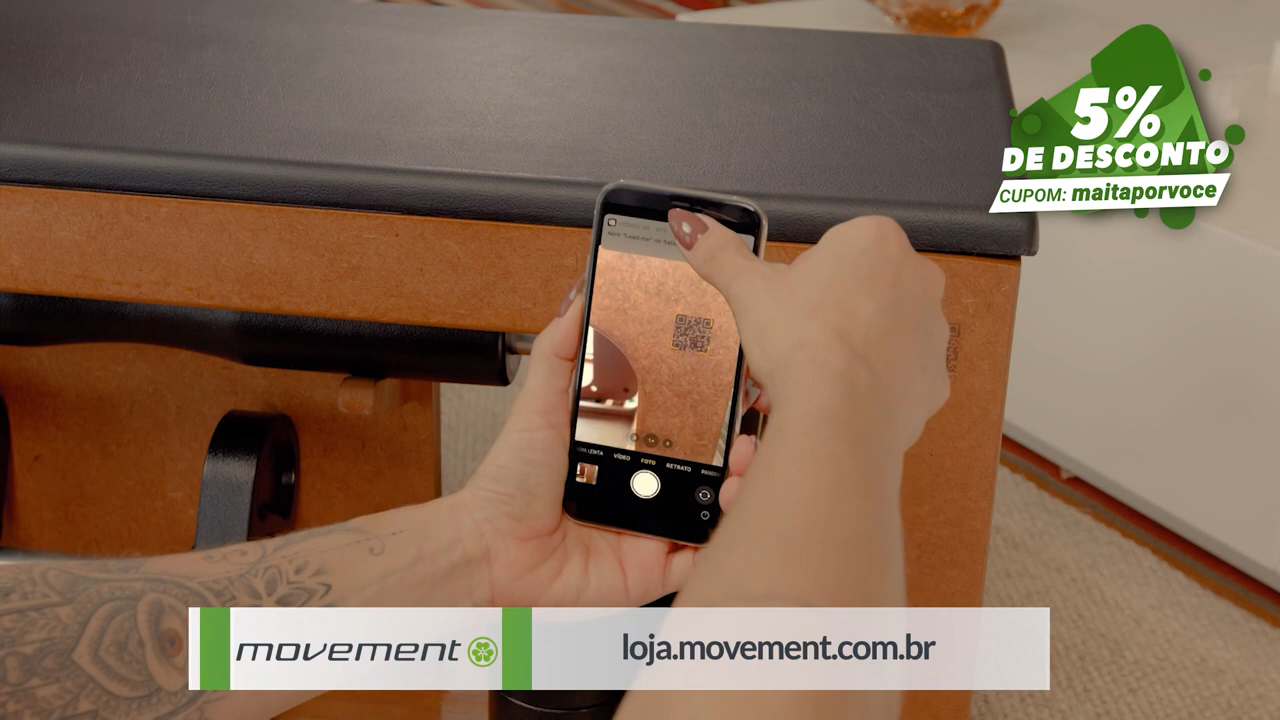 5%
DE DESCONTO
CUPOM: maitaporvoce
VÍDEO
FOTO
RETRATO
movement
loja.movement.com.br